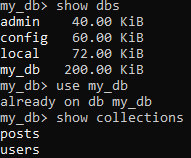 my_db> show dbs
admin    40.00 KiB
config   60.00 KiB
local    72.00 KiB
my_db   200.00 KiB
my_db> use my_db
already on db my_db
my_db> show collections
posts
users